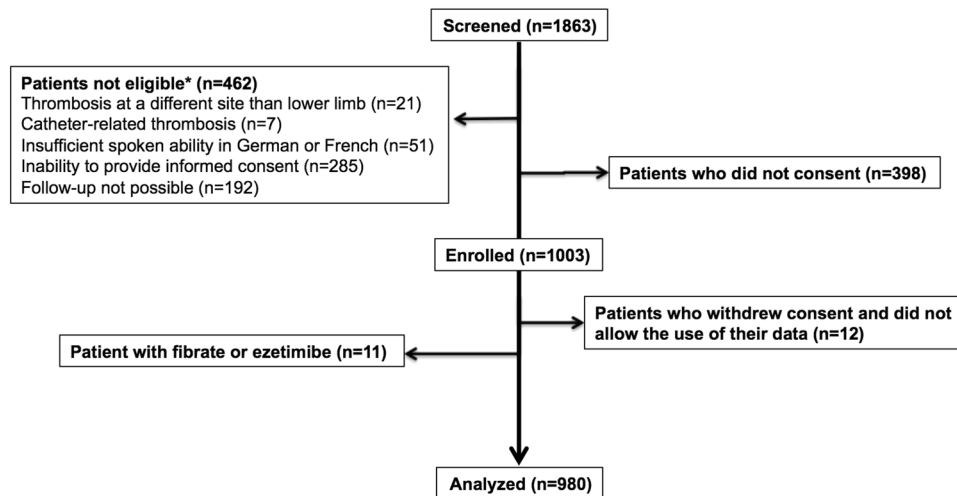 Screened (n=1863)
Patients not eligible* (n=462)
Thrombosis at a different site than lower limb (n=21)
Catheter-related thrombosis (n=7)
Insufficient spoken ability in German or French (n=51)
Inability to provide informed consent (n=285)
Follow-up not possible (n=192)
Patients who did not consent (n=398)
Enrolled (n=1003)
Patients who withdrew consent and did not
allow the use of their data (n=12)
Patient with fibrate or ezetimibe (n=11)
Analyzed (n=980)